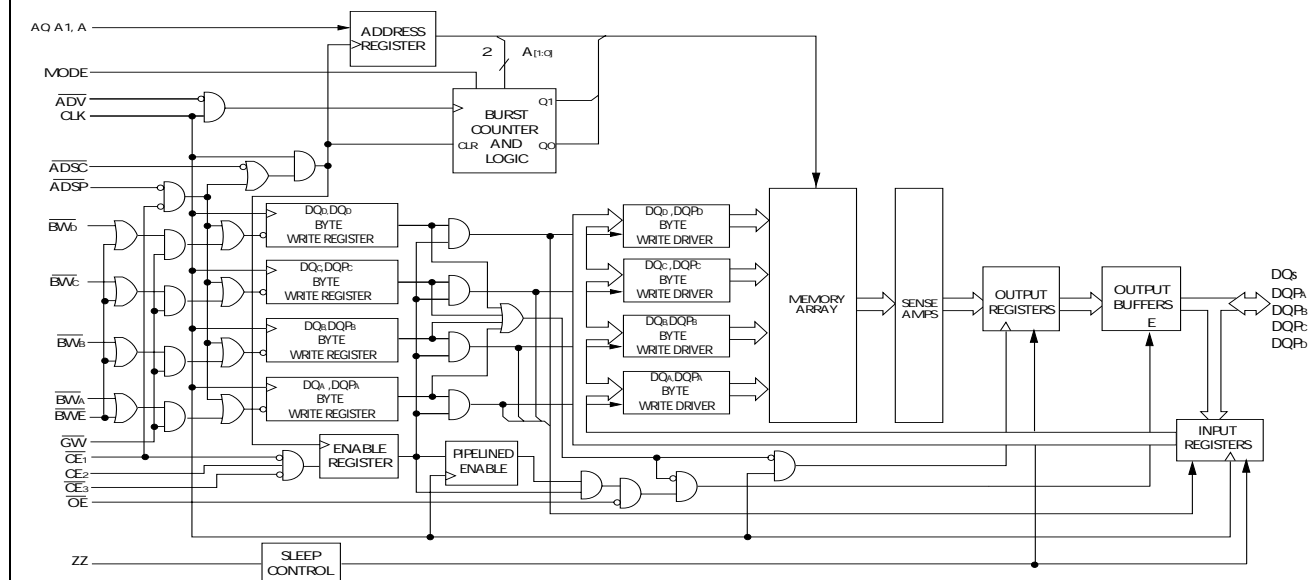 AQ A1, A
MODE
ADV
CLK
ADSC
ADSP
BWD
BWC
BWB
BWA
BWE
GW
CE1
CE2
CE3
OE
ZZ
ADDRESS
REGISTER
2 A[1:0]
BURST
COUNTER
AND
LOGIC
CLR
Q1
Q0
DQD, DQD
BYTE
WRITE REGISTER
DQC, DQPC
BYTE
WRITE REGISTER
DQB, DQPB
BYTE
WRITE REGISTER
DQA, DQPA
BYTE
WRITE REGISTER
ENABLE
REGISTER
PIPELINED
ENABLE
SLEEP
CONTROL
DQD, DQPD
BYTE
WRITE DRIVER
DQC, DQPC
BYTE
WRITE DRIVER
DQB, DQPB
BYTE
WRITE DRIVER
DQA, DQPA
BYTE
WRITE DRIVER
MEMORY
ARRAY
SENSE
AMPS
OUTPUT
REGISTERS
OUTPUT
BUFFERS
E
INPUT
REGISTERS
DQs
DQPA
DQPB
DQPC
DQPD